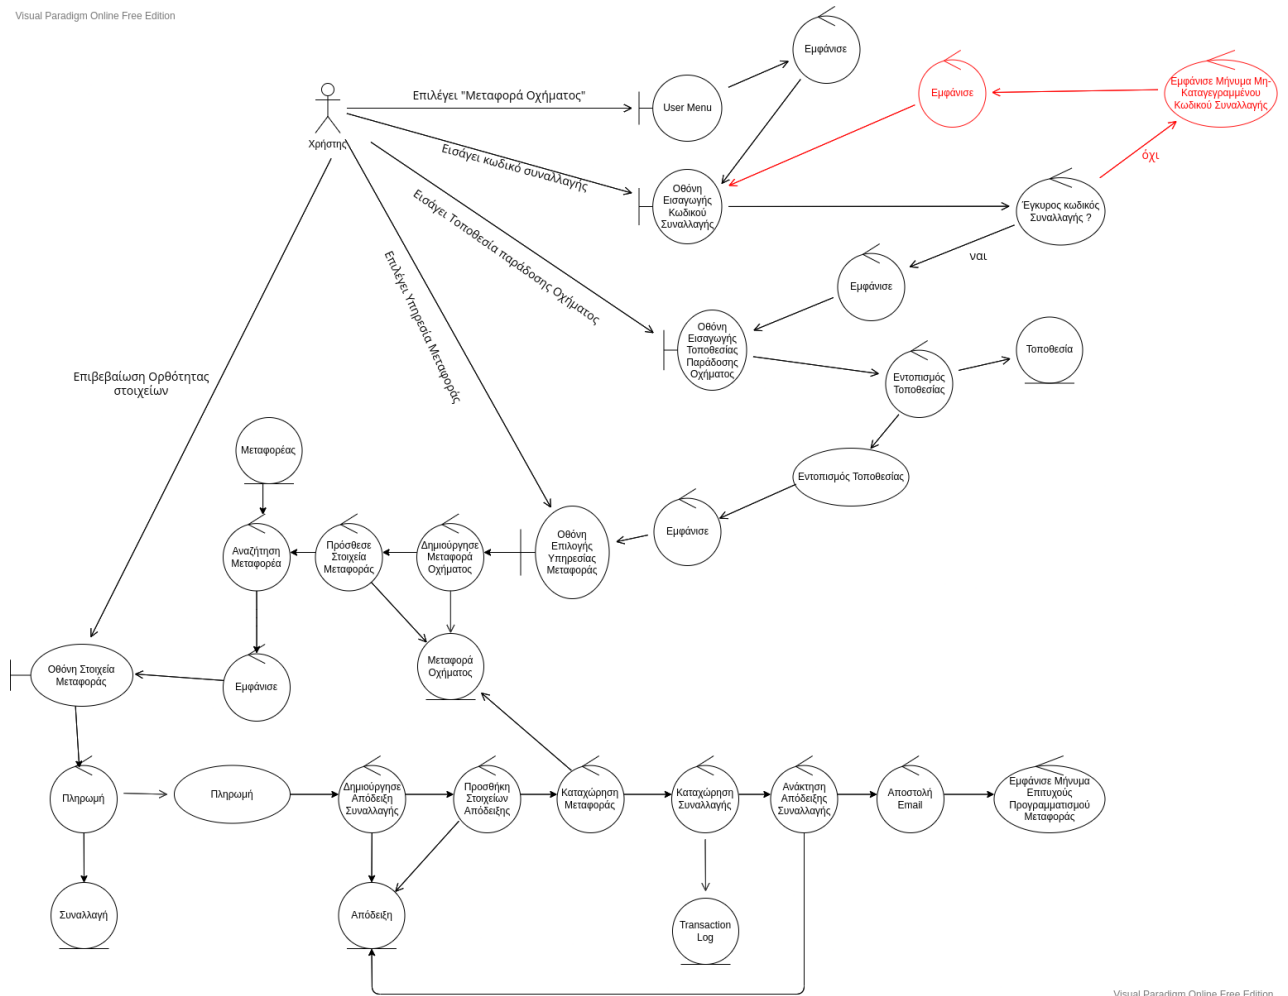 Visual Paradigm Online Free Edition
Εμφάνισε
Εμφάνισε
Εμφάνισε Μήνυμα Μη-
Καταγεγραμμένου
Κωδικού Συναλλαγής
Επιλέγει "Μεταφορά Οχήματος"
User Menu
Χρήστης
Εισάγει κωδικό συναλλαγής
όχι
Οθόνη
Εισαγωγής
Κωδικού
Συναλλαγής
Έγκυρος κωδικός
Συναλλαγής ?
Εισάγει Τοποθεσία παράδοσης Οχήματος
ναι
Εμφάνισε
Επιλέγει Υπηρεσία Μεταφοράς
Οθόνη
Εισαγωγής
Τοποθεσίας
Παράδοσης
Οχήματος
Τοποθεσία
Εντοπισμός
Τοποθεσίας
Επιβεβαίωση Ορθότητας
στοιχείων
Μεταφορέας
Εντοπισμός Τοποθεσίας
Εμφάνισε
Οθόνη
Επιλογής
Υπηρεσίας
Μεταφοράς
Δημιούργησε
Μεταφορά
Οχήματος
Πρόσθεσε
Στοιχεία
Μεταφοράς
Αναζήτηση
Μεταφορέα
Μεταφορά
Οχήματος
Οθόνη Στοιχεία
Μεταφοράς
Εμφάνισε
Πληρωμή
Πληρωμή
Δημιούργησε
Απόδειξη
Συναλλαγής
Προσθήκη
Στοιχείων
Απόδειξης
Καταχώρηση
Μεταφοράς
Καταχώρηση
Συναλλαγής
Ανάκτηση
Απόδειξης
Συναλλαγής
Αποστολή
Email
Εμφάνισε Μήνυμα
Επιτυχούς
Προγραμματισμού
Μεταφοράς
Συναλλαγή
Απόδειξη
Transaction
Log
Visual Paradigm Online Free Edition